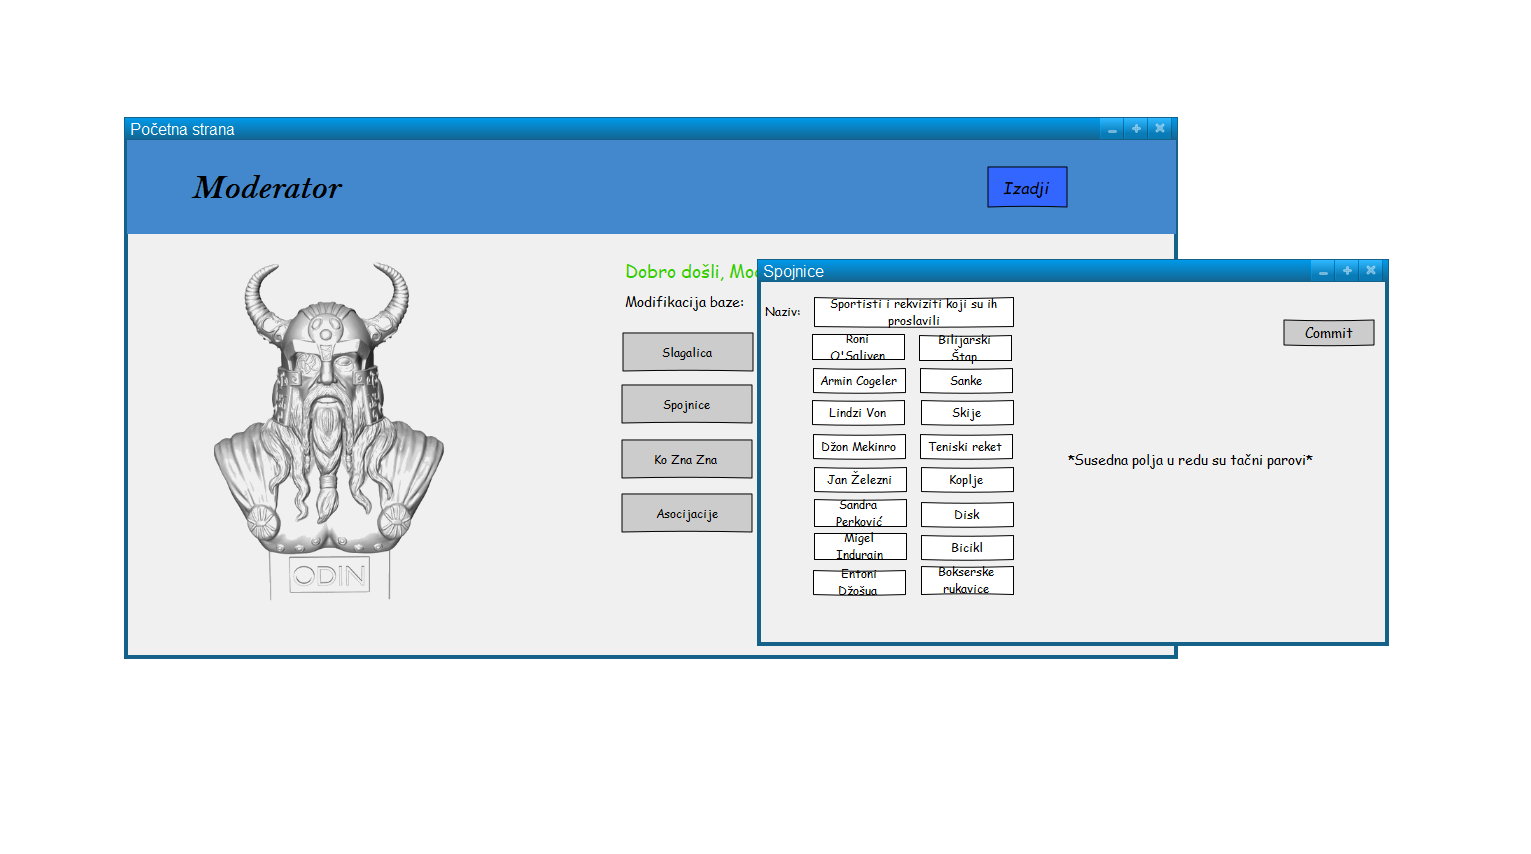 Početna strana
Moderator
Izadji
ODIN
Dobro došli, Mo
Modifikacija baze:
Slagalica
Spojnice
Ko Zna Zna
Asocijacije
Spojnice
Naziv:
Sportisti i rekviziti koji su ih
proslavili
Commit
Roni
O'Saliven
Bilijarski
Štap
Armin Cogeler
Sanke
Lindzi Von
Skije
Džon Mekinro
Teniski reket
*Susedna polja u redu su tačni parovi*
Jan Železni
Koplje
Sandra
Perković
Disk
Migel
Indurain
Bicikl
Entoni
Džošua
Bokserske
rukavice